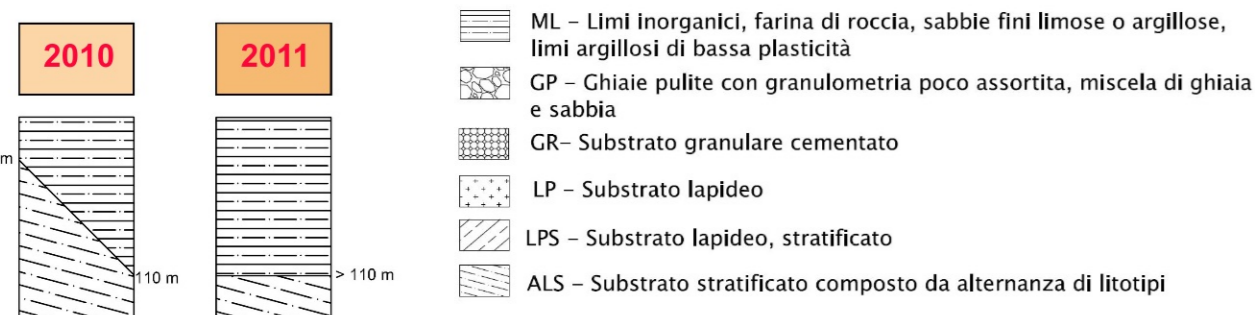 2010
2011
m
110 m
> 110 m
ML - Limi inorganici, farina di roccia, sabbie fini limose o argillose,
limi argillosi di bassa plasticità
GP - Ghiaie pulite con granulometria poco assortita, miscela di ghiaia
e sabbia
GR- Substrato granulare cementato
LP - Substrato lapideo
LPS - Substrato lapideo, stratificato
ALS - Substrato stratificato composto da alternanza di litotipi